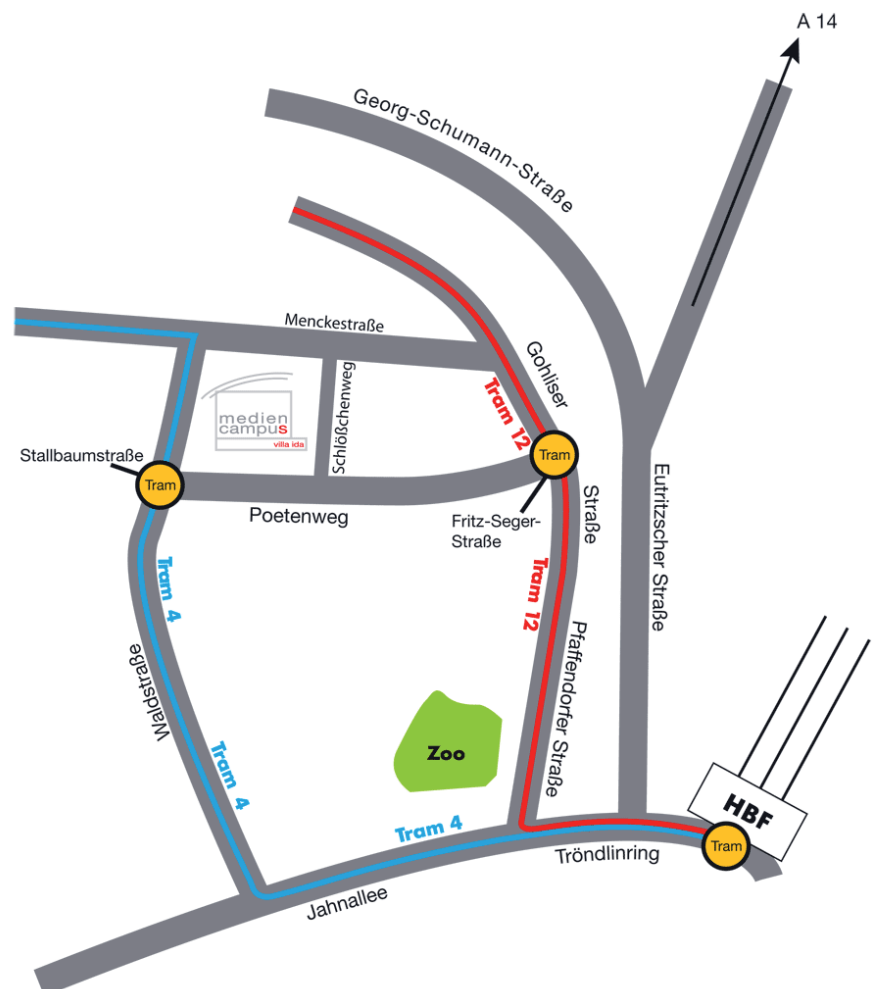 A 14
Georg-Schumann-Straße
Menckestraße
Gohliser
Schlößchenweg
Tram 12
medien
campus
villa ida
Stallbaumstraße
Tram
Tram
Poetenweg
Fritz-Seger-
Straße
Straße
Eutritzscher Straße
Tram 4
Tram 12
Waldstraße
Pfaffendorfer Straße
Zoo
Tram 4
HBF
Tram 4
Tram
Tröndlinring
Jahnallee